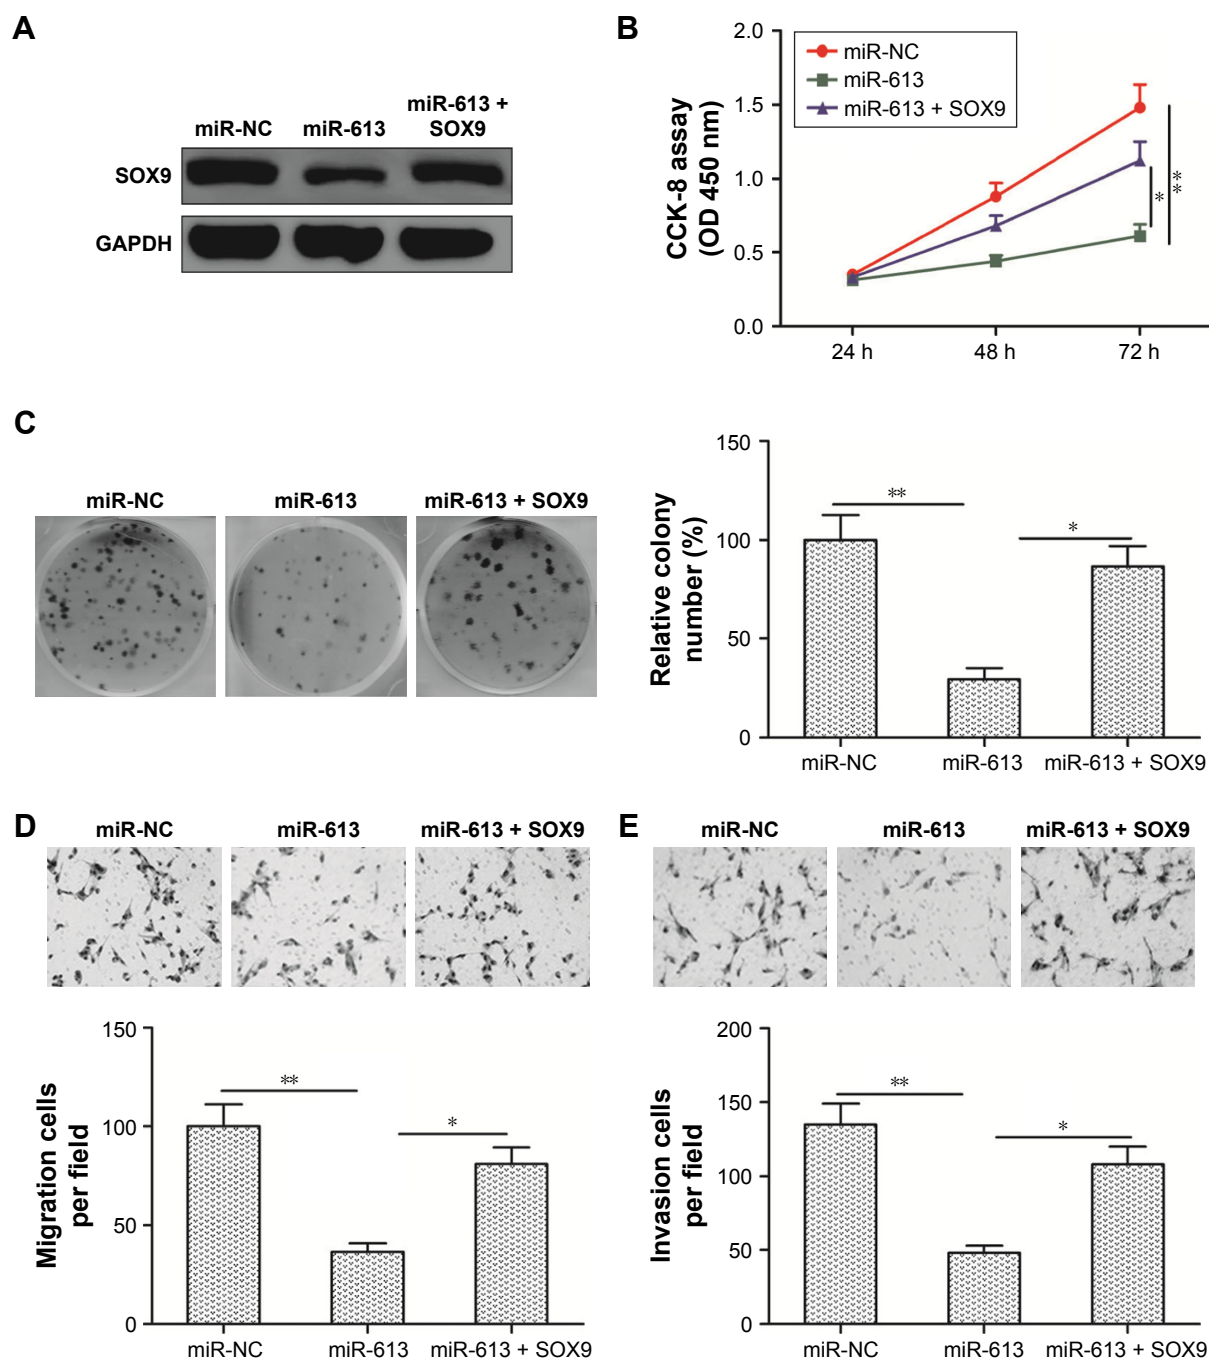 A
miR-NC
miR-613
miR-613 +
SOX9
SOX9
GAPDH
B
CCK-8 assay
(OD 450 nm)
2.0
1.5
1.0
0.5
0.0
miR-NC
miR-613
miR-613 + SOX9
*
**
24 h
48 h
72 h
C
miR-NC
miR-613
miR-613 + SOX9
Relative colony
number (%)
150
100
50
0
**
*
miR-NC
miR-613
miR-613 + SOX9
D
miR-NC
miR-613
miR-613 + SOX9
Migration cells
per field
150
100
50
0
**
*
miR-NC
miR-613
miR-613 + SOX9
E
miR-NC
miR-613
miR-613 + SOX9
Invasion cells
per field
200
150
100
50
0
**
*
miR-NC
miR-613
miR-613 + SOX9